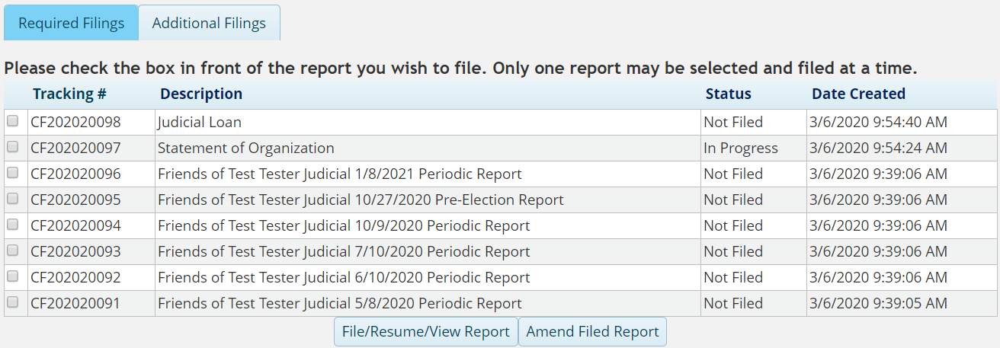 Required Filings Additional Filings
Please check the box in front of the report you wish to file. Only one report may be selected and filed at a time.
Tracking # Description Status Date Created
CF202020098 Judicial Loan Not Filed 3/6/2020 9:54:40 AM
CF202020097 Statement of Organization In Progress 3/6/2020 9:54:24 AM
CF202020096 Friends of Test Tester Judicial 1/8/2021 Periodic Report Not Filed 3/6/2020 9:39:06 AM
CF202020095 Friends of Test Tester Judicial 10/27/2020 Pre-Election Report Not Filed 3/6/2020 9:39:06 AM
CF202020094 Friends of Test Tester Judicial 10/9/2020 Periodic Report Not Filed 3/6/2020 9:39:06 AM
CF202020093 Friends of Test Tester Judicial 7/10/2020 Periodic Report Not Filed 3/6/2020 9:39:06 AM
CF202020092 Friends of Test Tester Judicial 6/10/2020 Periodic Report Not Filed 3/6/2020 9:39:06 AM
CF202020091 Friends of Test Tester Judicial 5/8/2020 Periodic Report Not Filed 3/6/2020 9:39:05 AM
File/Resume/View Report Amend Filed Report